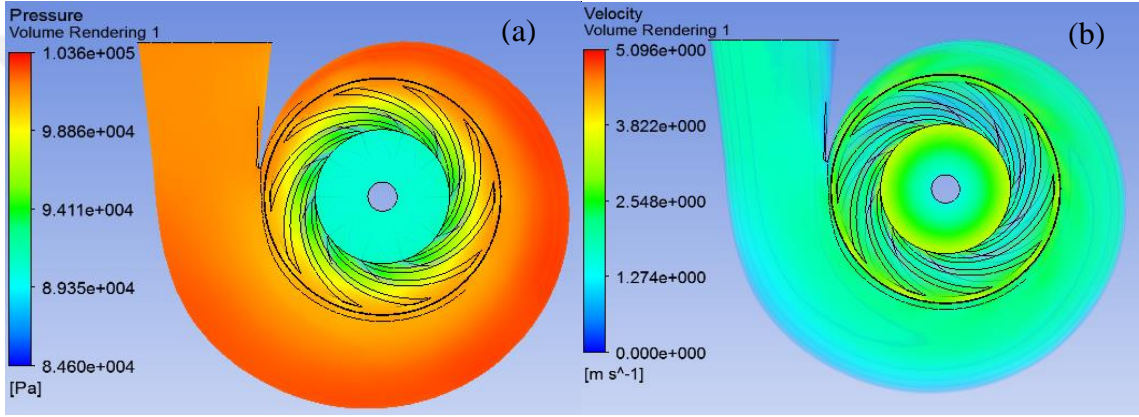 Pressure
Volume Rendering 1
(a)
1.036e+005
9.886e+004
9.411e+004
8.935e+004
8.460e+004
[Pa]
Velocity
Volume Rendering 1
(b)
5.096e+000
3.822e+000
2.548e+000
1.274e+000
0.000e+000
[m s^-1]